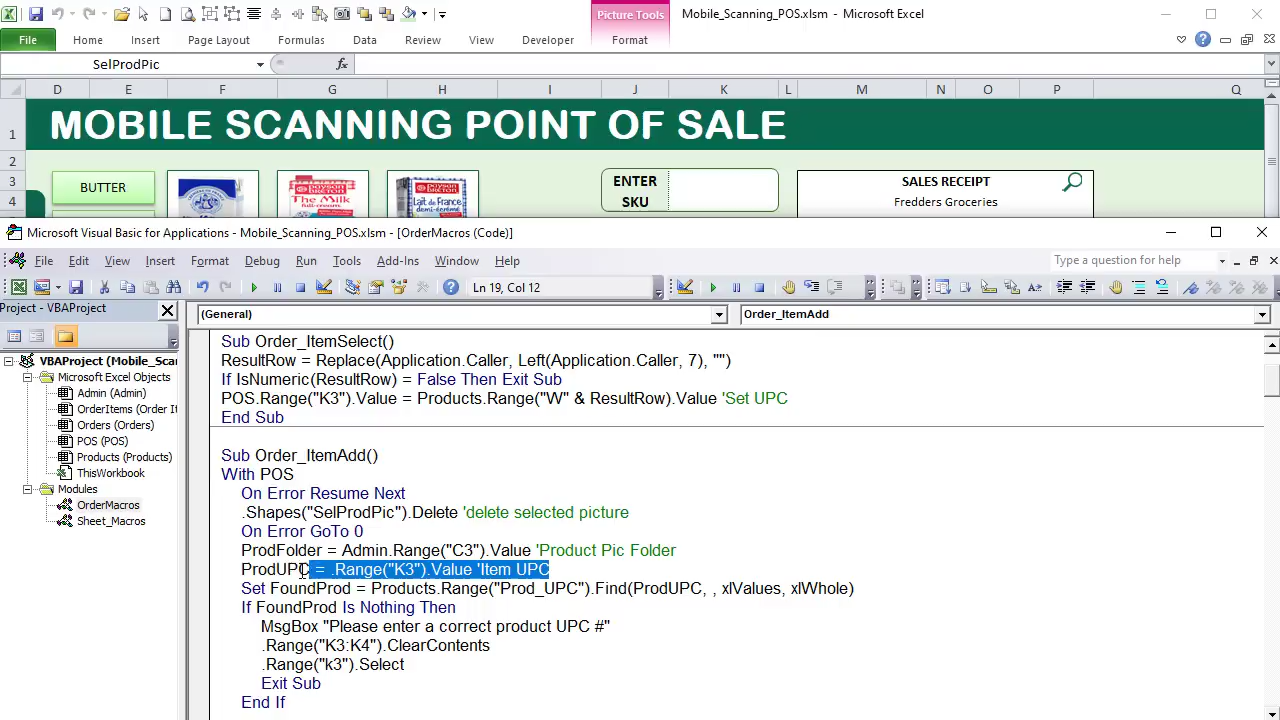 Picture Tools
Mobile_Scanning_POS.xlsm - Microsoft Excel
File Home Insert Page Layout Formulas Data Review View Developer Format
SelProdPic
fx
D E F G H I J K L M N O P Q
1
MOBILE SCANNING POINT OF SALE
2
3
4
BUTTER
The Milk
Lait de France
ENTER
SKU
SALES RECEIPT
Fredders Groceries
Microsoft Visual Basic for Applications - Mobile_Scanning_POS.xlsm - [OrderMacros (Code)]
File Edit View Insert Format Debug Run Tools Add-Ins Window Help
Type a question for help
Ln 19, Col 12
Project - VBAProject
(General)
Order_ItemAdd
VBAProject (Mobile_Scan
Microsoft Excel Objects
Admin (Admin)
OrderItems (Order It
Orders (Orders)
POS (POS)
Products (Products)
ThisWorkbook
Modules
OrderMacros
Sheet_Macros
Sub Order_ItemSelect()
ResultRow = Replace(Application.Caller, Left(Application.Caller, 7), "")
If IsNumeric(ResultRow) = False Then Exit Sub
POS.Range("K3").Value = Products.Range("W" & ResultRow).Value 'Set UPC
End Sub
Sub Order_ItemAdd()
With POS
On Error Resume Next
.Shapes("SelProdPic").Delete 'delete selected picture
On Error GoTo 0
ProdFolder = Admin.Range("C3").Value 'Product Pic Folder
ProdUPC = .Range("K3").Value 'Item UPC
Set FoundProd = Products.Range("Prod_UPC").Find(ProdUPC, , xlValues, xlWhole)
If FoundProd Is Nothing Then
MsgBox "Please enter a correct product UPC #"
.Range("K3:K4").ClearContents
.Range("k3").Select
Exit Sub
End If